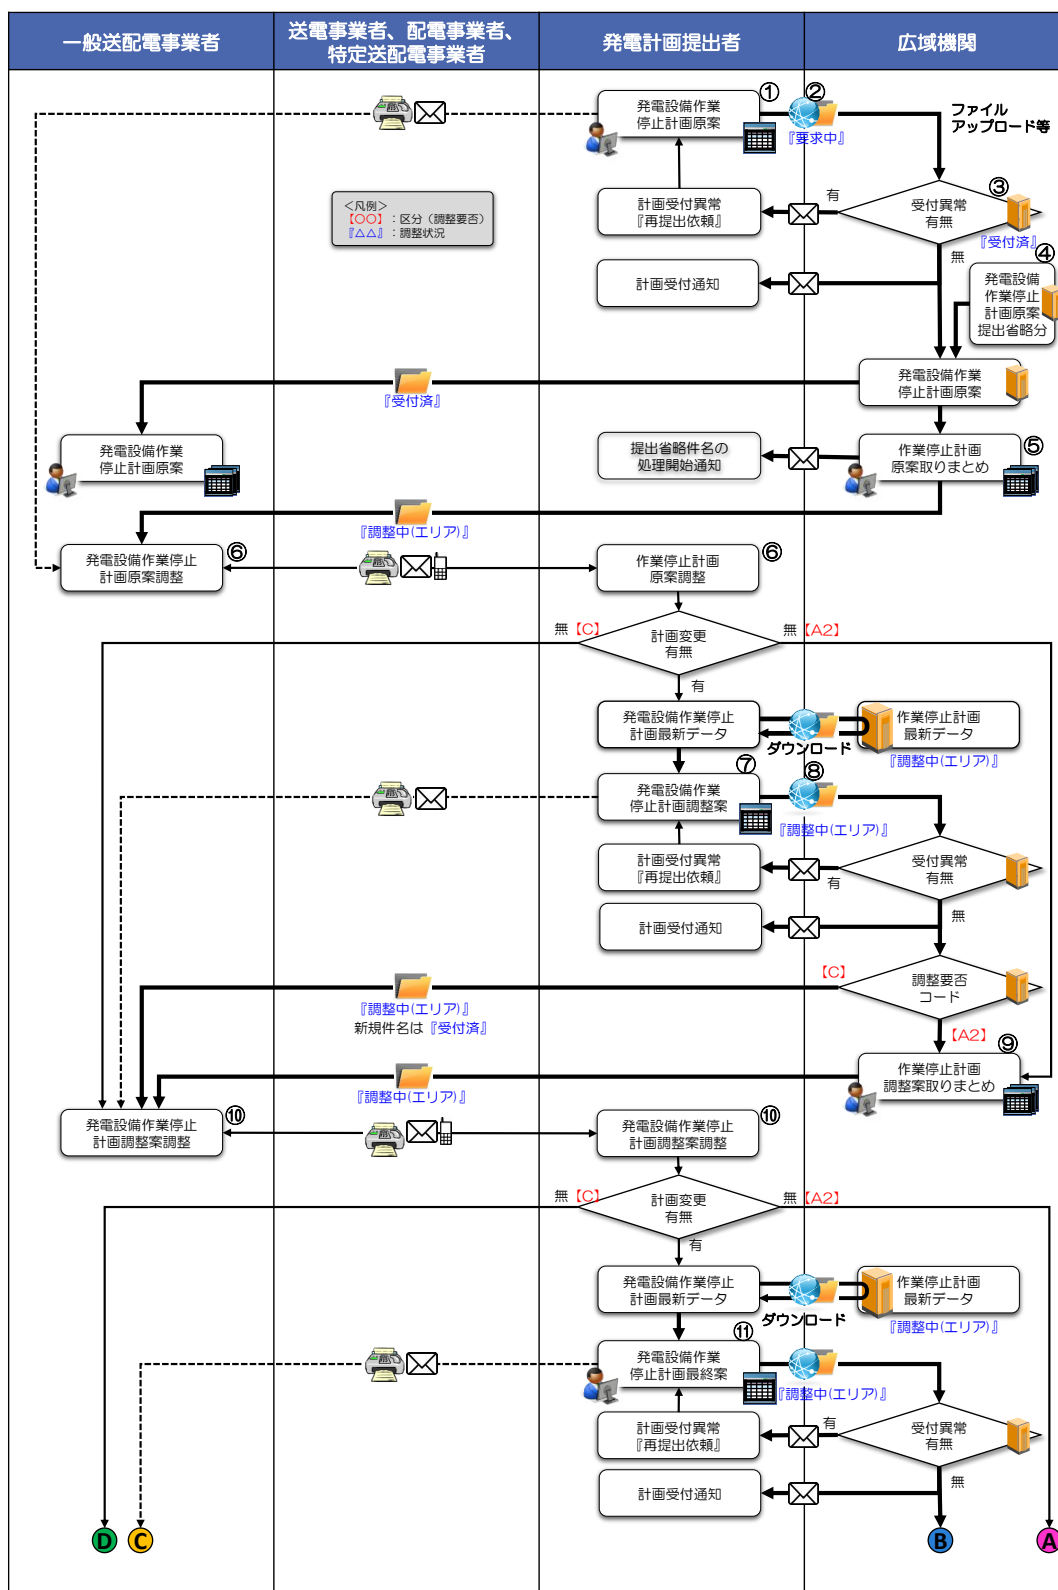 一般送配電事業者
送電事業者、配電事業者、
特定送配電事業者
発電計画提出者
広域機関
発電設備作業
停止計画原案
①
②
『要求中』
ファイル
アップロード等
<凡例>
【〇〇】：区分（調整要否）
『△△』：調整状況
計画受付異常
『再提出依頼』
有
受付異常
有無
③
『受付済』
無
④
計画受付通知
発電設備
作業停止
計画原案
提出省略分
発電設備作業
停止計画原案
『受付済』
発電設備作業
停止計画原案
提出省略件名の
処理開始通知
作業停止計画
原案取りまとめ
⑤
『調整中(エリア)』
発電設備作業停止
計画原案調整
⑥
作業停止計画
原案調整
⑥
無【C】
計画変更
有無
無【A2】
有
発電設備作業停止
計画最新データ
ダウンロード
作業停止計画
最新データ
『調整中(エリア)』
⑦
⑧
発電設備作業
停止計画調整案
『調整中(エリア)』
計画受付異常
『再提出依頼』
有
受付異常
有無
無
計画受付通知
【C】
調整要否
コード
『調整中(エリア)』
新規件名は『受付済』
【A2】
⑨
作業停止計画
調整案取りまとめ
『調整中(エリア)』
発電設備作業停止
計画調整案調整
⑩
発電設備作業停止
計画調整案調整
⑩
無【C】
計画変更
有無
無【A2】
有
発電設備作業停止
計画最新データ
ダウンロード
作業停止計画
最新データ
『調整中(エリア)』
⑪
発電設備作業
停止計画最終案
『調整中(エリア)』
計画受付異常
『再提出依頼』
有
受付異常
有無
無
計画受付通知
D
C
B
A